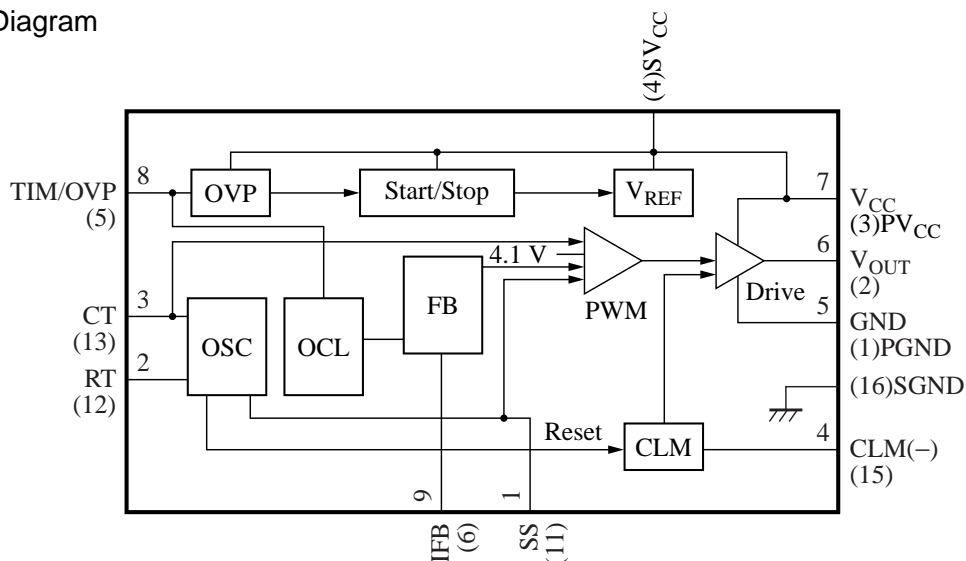 Diagram
(4)SVCC
8
TIM/OVP
(5)
OVP
Start/Stop
VREF
7
VCC
(3)PVCC
4.1 V
PWM
Drive
6
VOUT
(2)
3
CT
(13)
OSC
OCL
FB
5
GND
(1)PGND
2
RT
(12)
(16)SGND
Reset
CLM
4
CLM(−)
(15)
9
IFB
(6)
1
SS
(11)